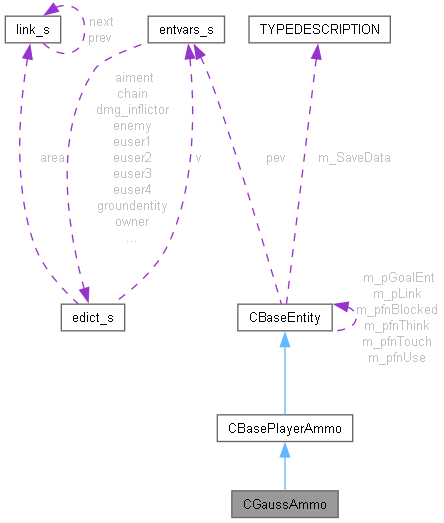 next
prev
link_s
entvars_s
TYPEDESCRIPTION
aiment
chain
dmg_inflictor
enemy
euser1
euser2
euser3
euser4
groundentity
owner
...
area
v
pev
m_SaveData
m_pGoalEnt
m_pLink
m_pfnBlocked
m_pfnThink
m_pfnTouch
m_pfnUse
edict_s
CBaseEntity
CBasePlayerAmmo
CGaussAmmo